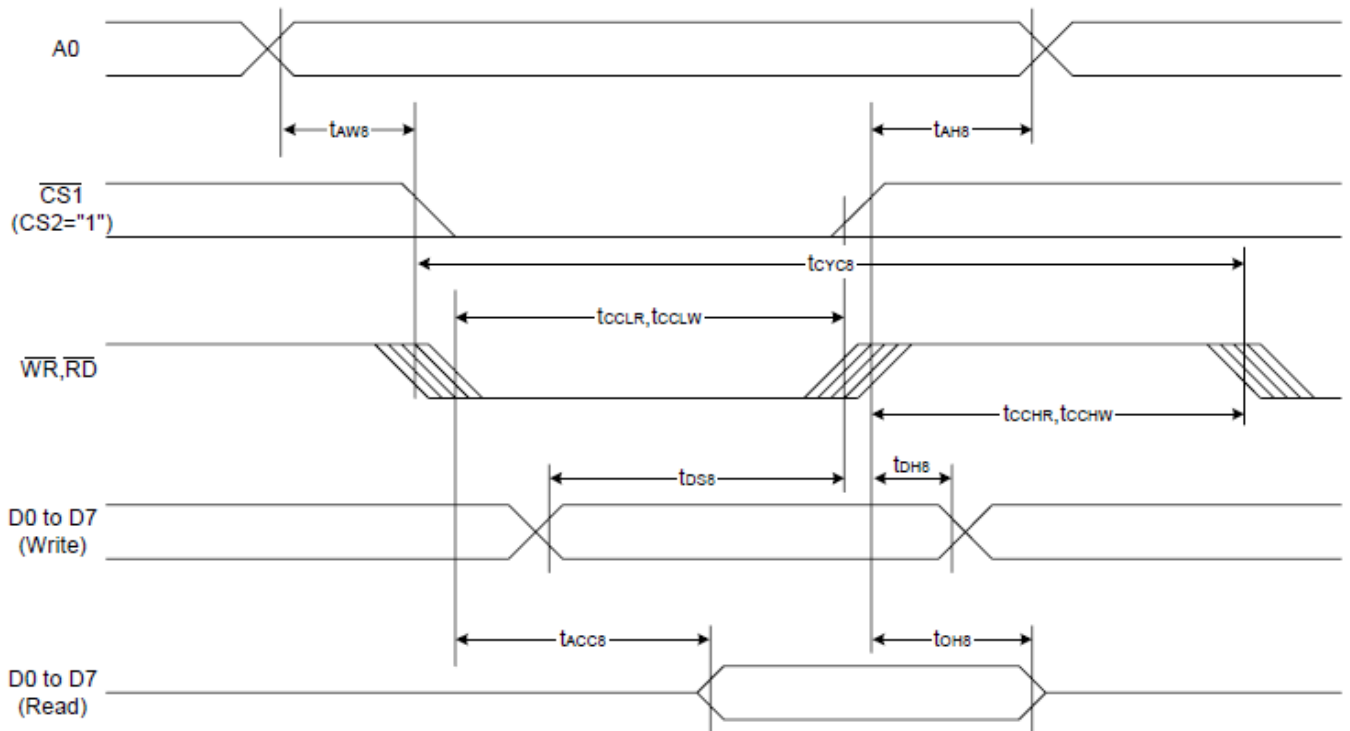 A0
tAW8
tAH8
CS1
(CS2="1")
tCYC8
tCCLR,tCCLW
WR,RD
tCCHR,tCCHW
tDH8
tDS8
D0 to D7
(Write)
tACC8
tOH8
D0 to D7
(Read)